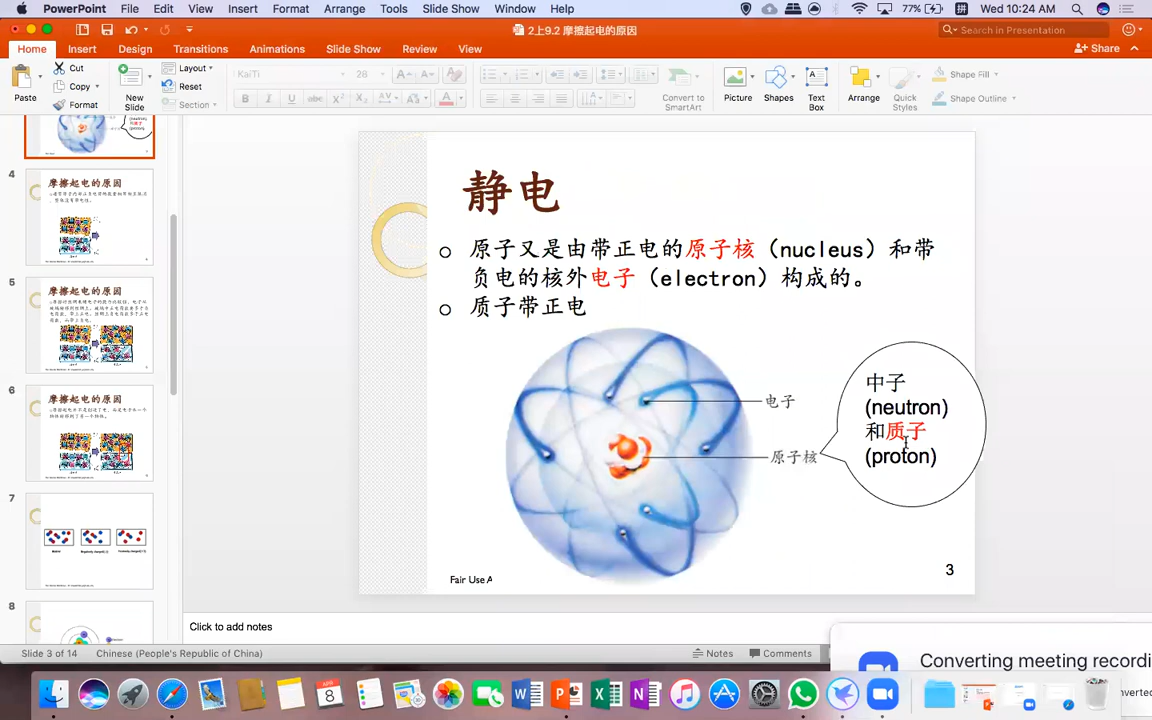 PowerPoint File Edit View Insert Format Arrange Tools Slide Show Window Help 77% 拼 Wed 10:24 AM
2上9.2 摩擦起电的原因
Search in Presentation
Home Insert Design Transitions Animations Slide Show Review View
Share
Paste
Cut
Copy
Format
New Slide
Layout
Reset
Section
KaiTi 28
Convert to SmartArt
Picture
Shapes
Text Box
Arrange
Quick Styles
Shape Fill
Shape Outline
4
摩擦起电的原因
5
摩擦起电的原因
6
摩擦起电的原因
7
8
静电
原子又是由带正电的原子核（nucleus）和带
负电的核外电子（electron）构成的。
质子带正电
电子
原子核
中子
(neutron)
和质子
(proton)
Fair Use A
3
Click to add notes
Slide 3 of 14 Chinese (People's Republic of China)
Notes Comments
Converting meeting recordi